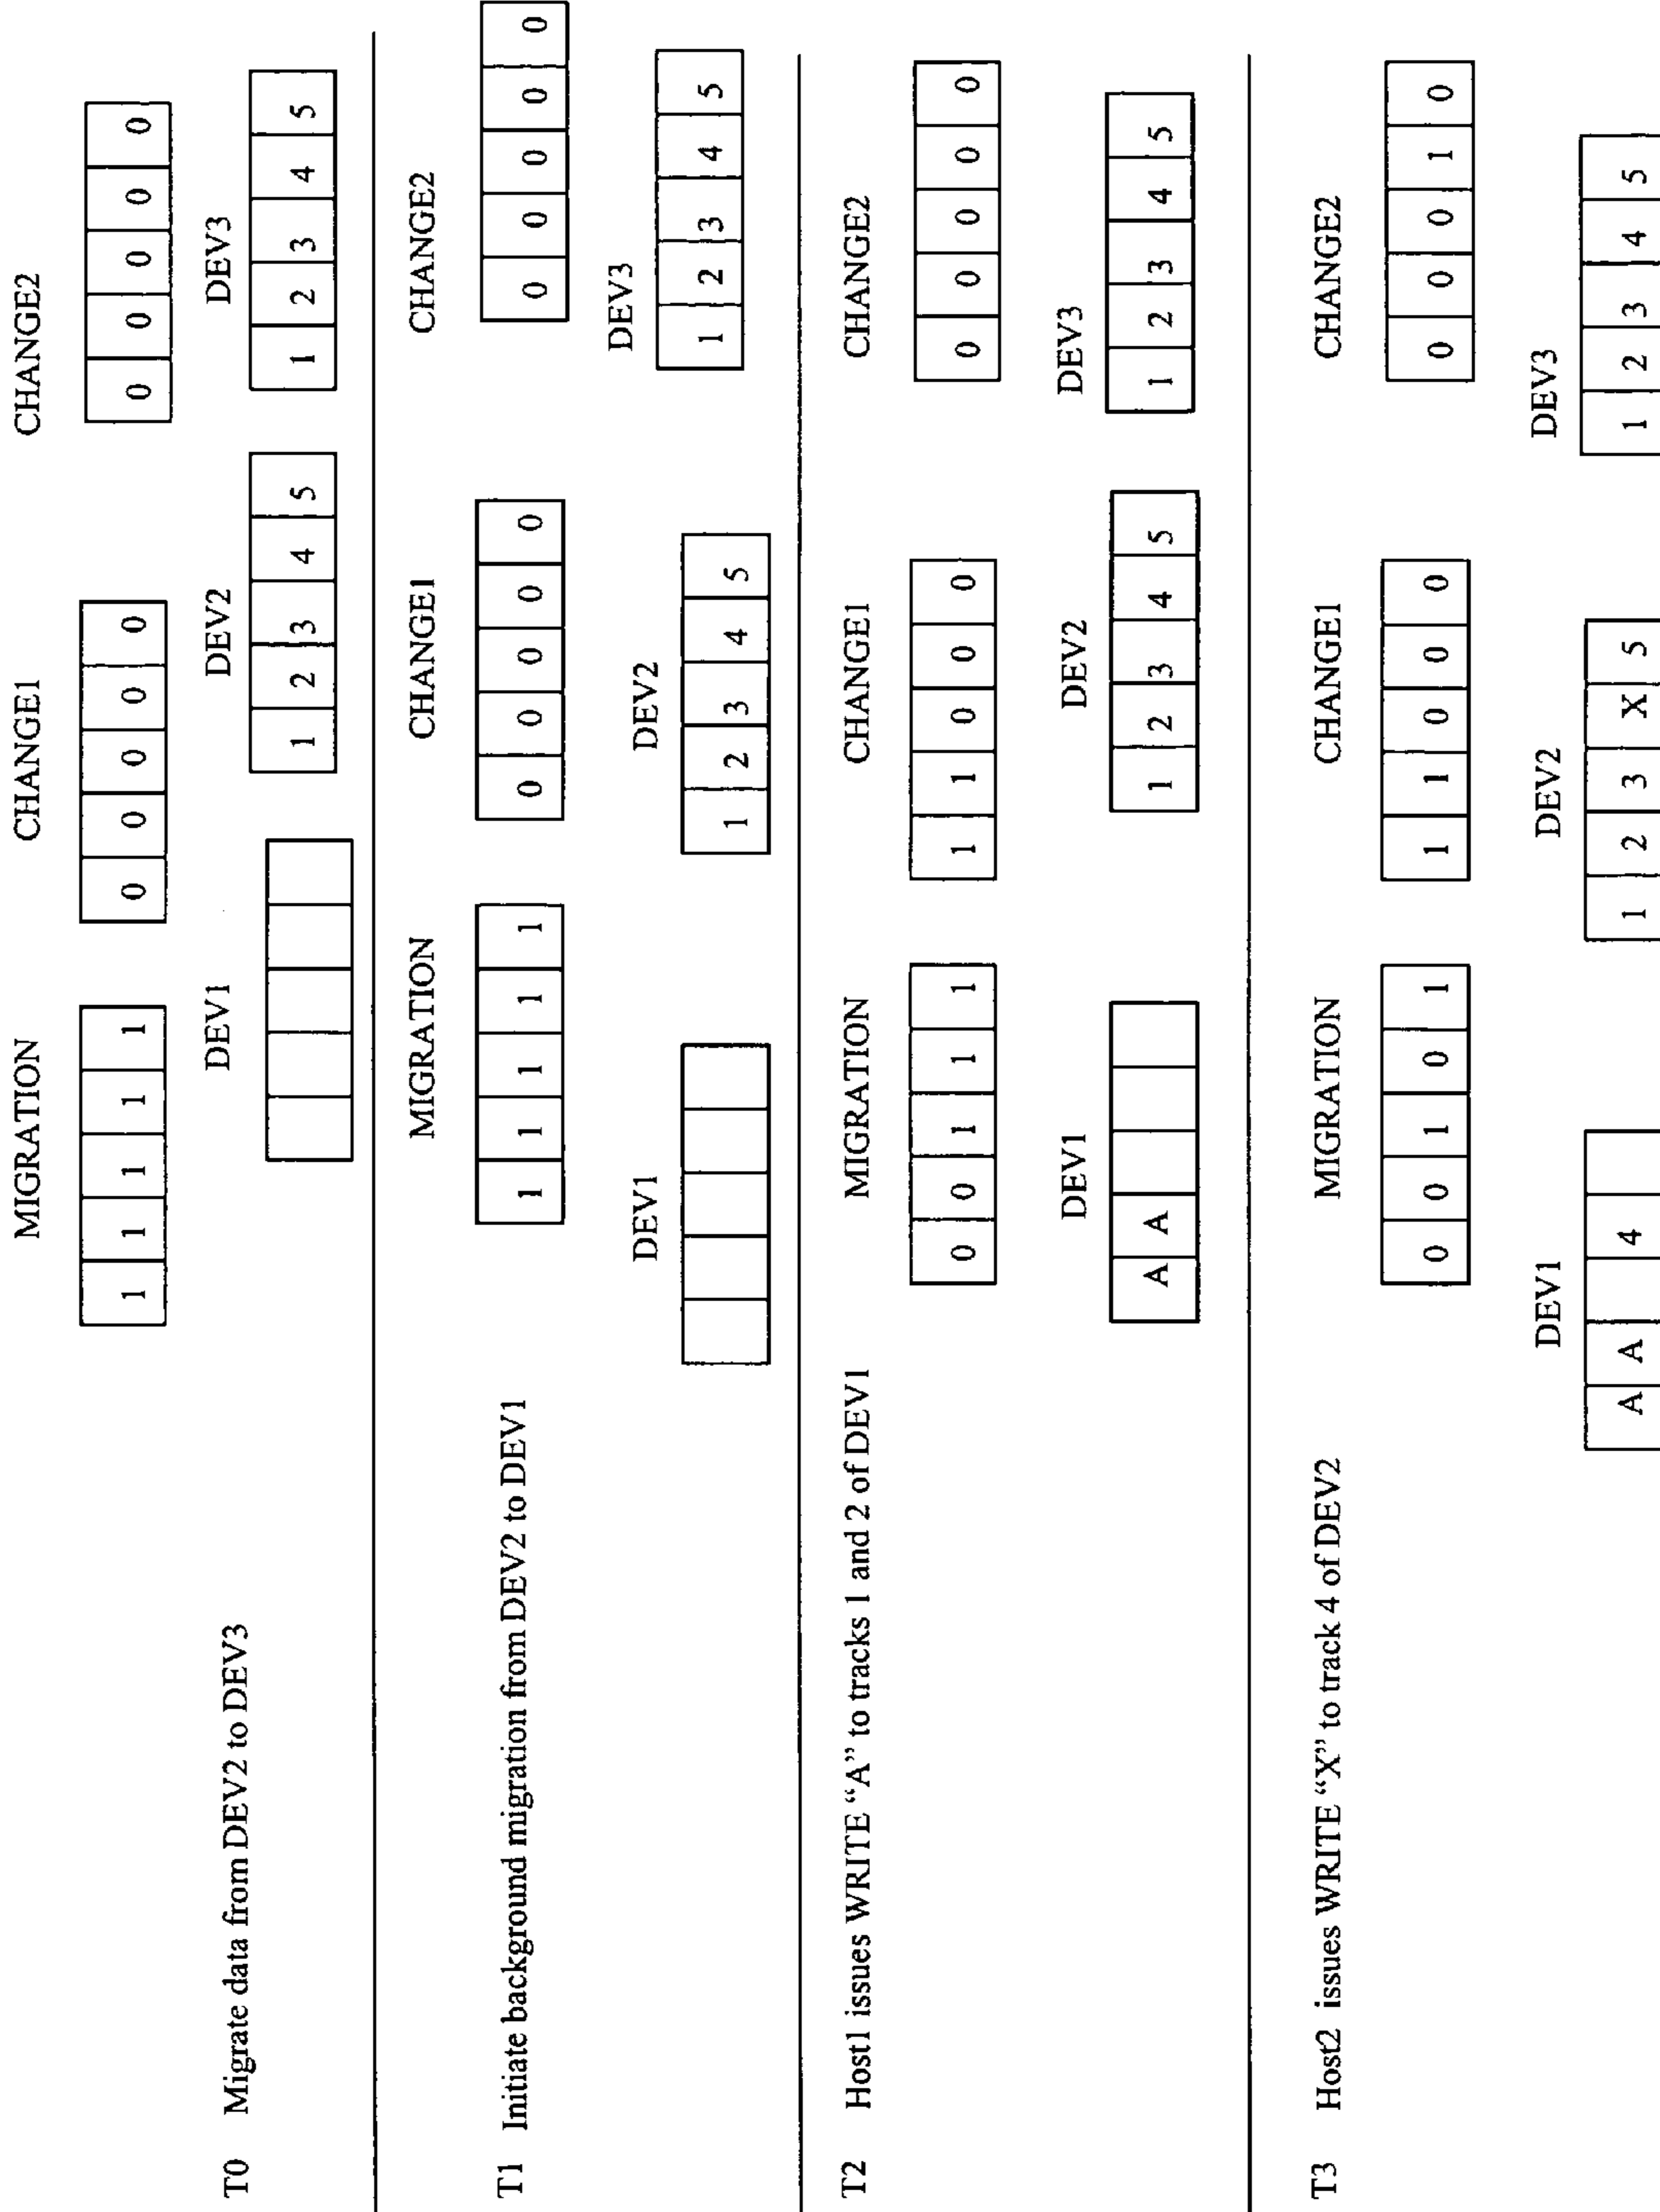 MIGRATION CHANGE1 CHANGE2
1 1 1 1 1 0 0 0 0 0 0 0 0 0 0
T0 Migrate data from DEV2 to DEV3 DEV1 DEV2 DEV3
1 2 3 4 5 1 2 3 4 5
MIGRATION CHANGE1 CHANGE2
T1 Initiate background migration from DEV2 to DEV1 1 1 1 1 1 0 0 0 0 0 0 0 0 0 0
DEV1 DEV2 DEV3
1 2 3 4 5 1 2 3 4 5
T2 Host1 issues WRITE “A” to tracks 1 and 2 of DEV1 MIGRATION CHANGE1 CHANGE2
0 0 1 1 1 1 1 0 0 0 0 0 0 0 0
DEV1 DEV2 DEV3
A A 1 2 3 4 5 1 2 3 4 5
T3 Host2 issues WRITE “X” to track 4 of DEV2 MIGRATION CHANGE1 CHANGE2
0 0 1 0 1 1 1 0 0 0 0 0 0 1 0
DEV1 DEV2 DEV3
A A 4 1 2 3 X 5 1 2 3 4 5